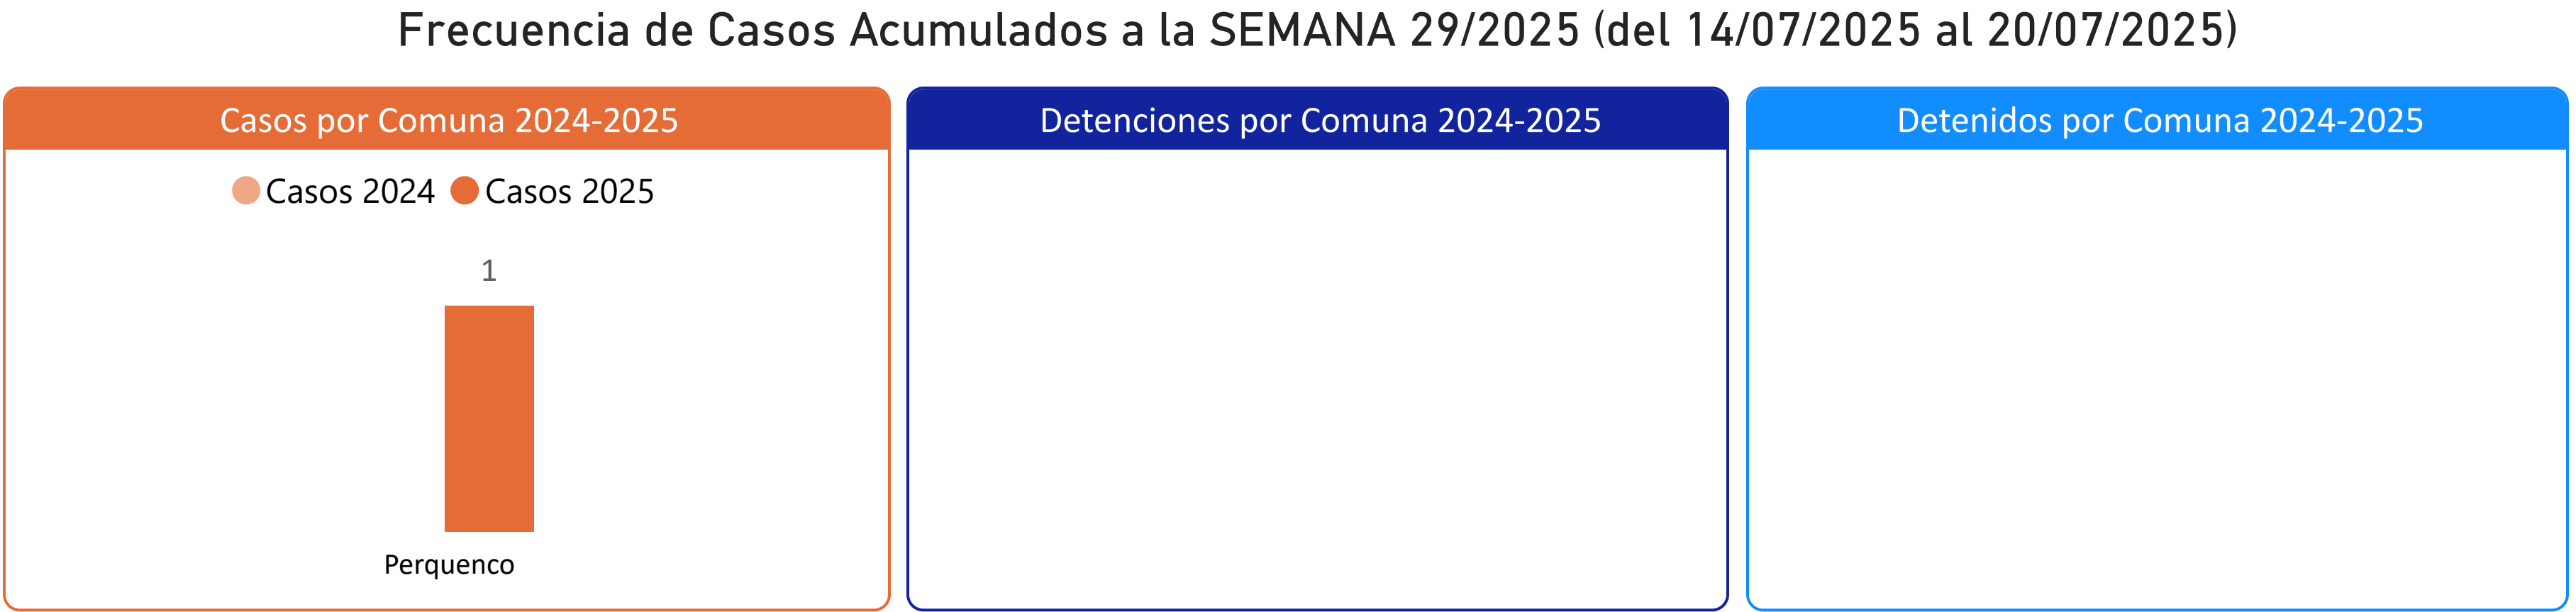 Frecuencia de Casos Acumulados a la SEMANA 29/2025 (del 14/07/2025 al 20/07/2025)
Casos por Comuna 2024-2025
Casos 2024 Casos 2025
1
Perquenco
Detenciones por Comuna 2024-2025
Detenidos por Comuna 2024-2025